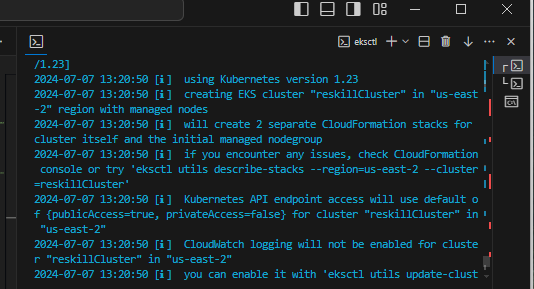 eksctl
/1.23]
2024-07-07 13:20:50 [ℹ]  using Kubernetes version 1.23
2024-07-07 13:20:50 [ℹ]  creating EKS cluster "reskillCluster" in "us-east
-2" region with managed nodes
2024-07-07 13:20:50 [ℹ]  will create 2 separate CloudFormation stacks for
cluster itself and the initial managed nodegroup
2024-07-07 13:20:50 [ℹ]  if you encounter any issues, check CloudFormation
 console or try 'eksctl utils describe-stacks --region=us-east-2 --cluster
=reskillCluster'
2024-07-07 13:20:50 [ℹ]  Kubernetes API endpoint access will use default o
f {publicAccess=true, privateAccess=false} for cluster "reskillCluster" in
 "us-east-2"
2024-07-07 13:20:50 [ℹ]  CloudWatch logging will not be enabled for cluste
r "reskillCluster" in "us-east-2"
2024-07-07 13:20:50 [ℹ]  you can enable it with 'eksctl utils update-clust